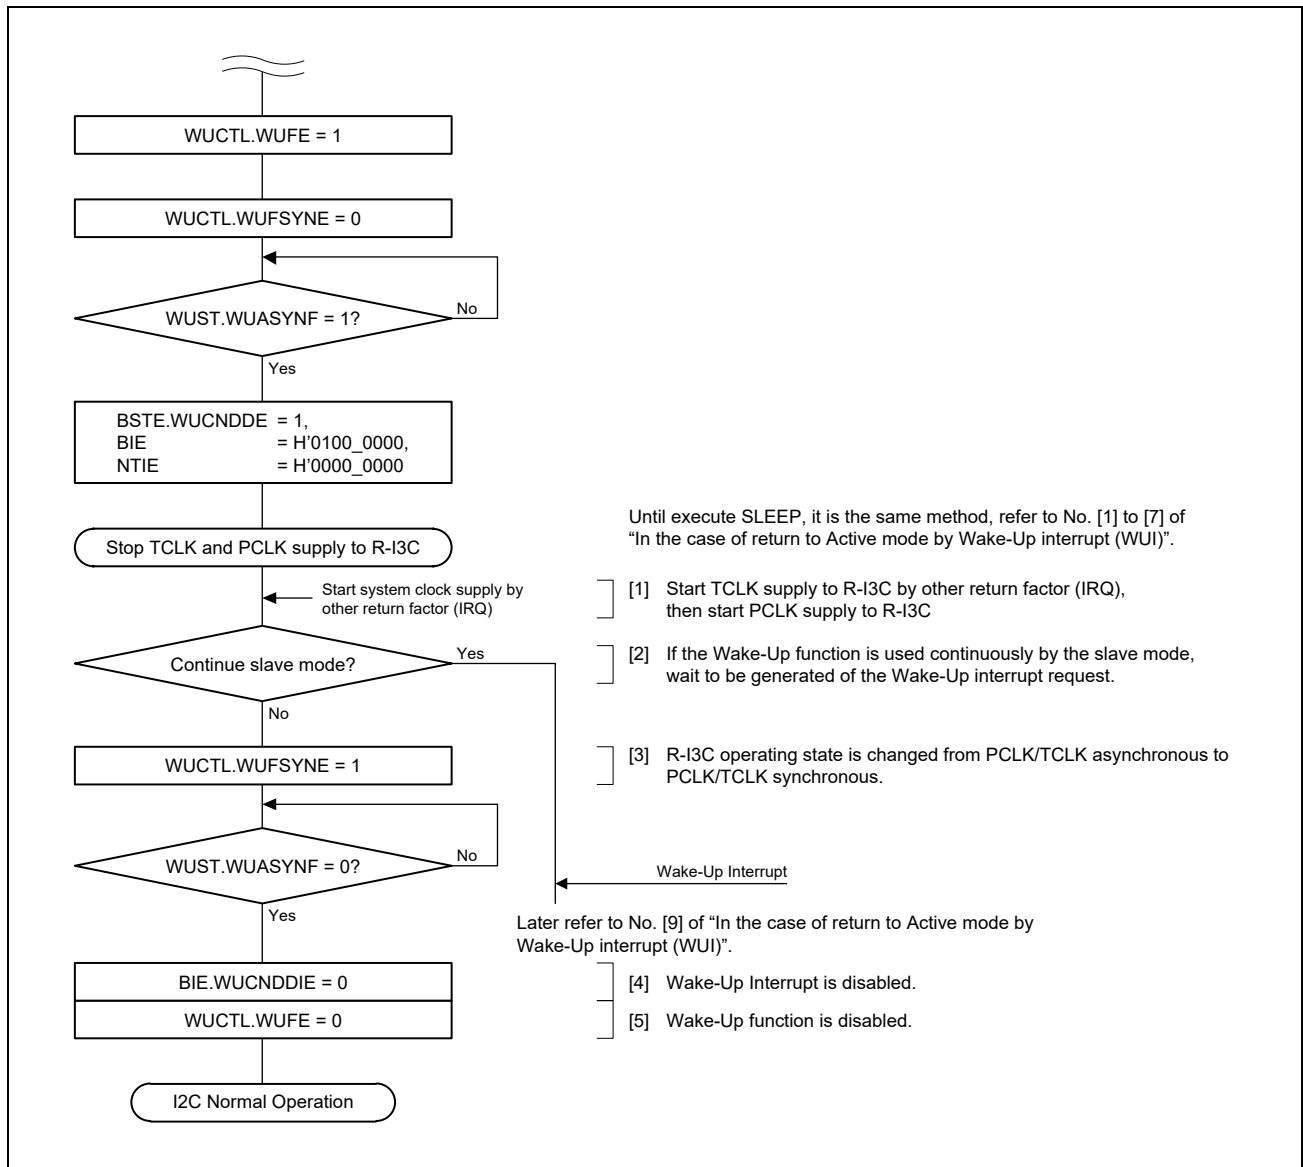 WUCTL.WUFE = 1
WUCTL.WUFSYNE = 0
WUST.WUASYNF = 1?
No
Yes
BSTE.WUCNDDE = 1,
BIE = H'0100_0000,
NTIE = H'0000_0000
Until execute SLEEP, it is the same method, refer to No. [1] to [7] of
“In the case of return to Active mode by Wake-Up interrupt (WUI)”.
Stop TCLK and PCLK supply to R-I3C
Start system clock supply by
other return factor (IRQ)
[1] Start TCLK supply to R-I3C by other return factor (IRQ),
then start PCLK supply to R-I3C
Continue slave mode?
Yes
No
[2] If the Wake-Up function is used continuously by the slave mode,
wait to be generated of the Wake-Up interrupt request.
WUCTL.WUFSYNE = 1
[3] R-I3C operating state is changed from PCLK/TCLK asynchronous to
PCLK/TCLK synchronous.
WUST.WUASYNF = 0?
No
Yes
Wake-Up Interrupt
Later refer to No. [9] of “In the case of return to Active mode by
Wake-Up interrupt (WUI)”.
BIE.WUCNDDIE = 0
[4] Wake-Up Interrupt is disabled.
WUCTL.WUFE = 0
[5] Wake-Up function is disabled.
I2C Normal Operation